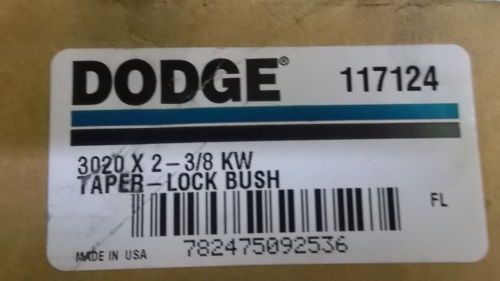 DODGE® 117124
3020 X 2-3/8 KW
TAPER-LOCK BUSH
FL
MADE IN USA 782475092536